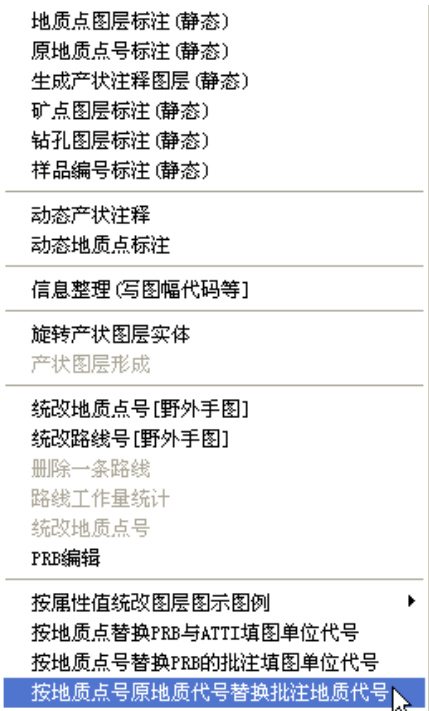 地质点图层标注(静态)
原地质点号标注(静态)
生成产状注释图层(静态)
矿点图层标注(静态)
钻孔图层标注(静态)
样品编号标注(静态)
动态产状注释
动态地质点标注
信息整理(写图幅代码等]
旋转产状图层实体
产状图层形成
统改地质点号[野外手图]
统改路线号[野外手图]
删除一条路线
路线工作量统计
统改地质点号
PRB编辑
按属性值统改图层图示图例
按地质点替换PRB与ATTI填图单位代号
按地质点号替换PRB的批注填图单位代号
按地质点号原地质代号替换批注地质代号